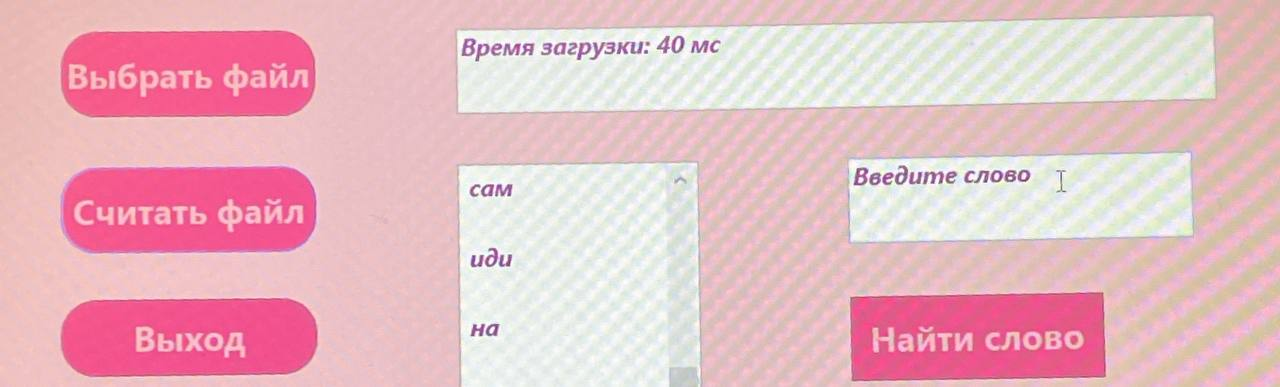 Выбрать файл
Время загрузки: 40 мс
Считать файл
сам
иди
на
Введите слово
Выход
Найти слово